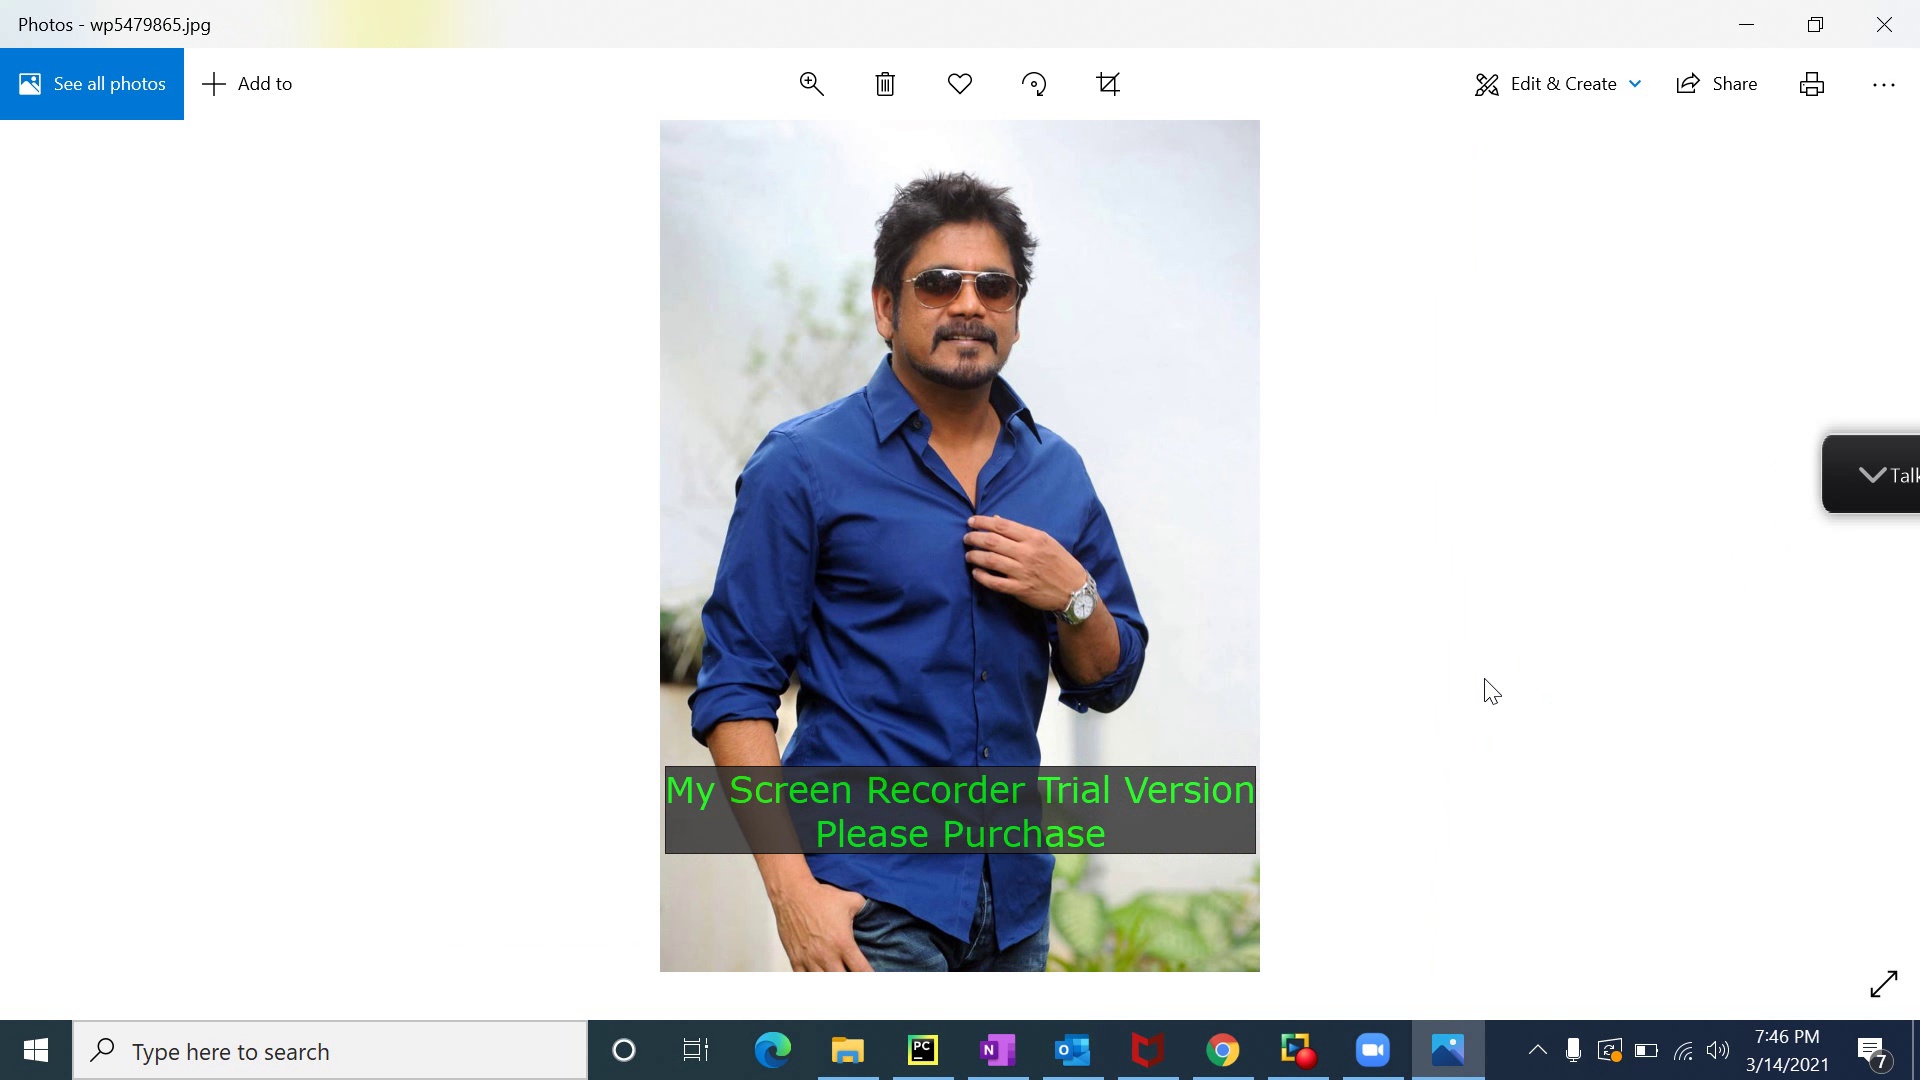 Photos - wp5479865.jpg
See all photos
Add to
Edit & Create
Share
My Screen Recorder Trial Version
Please Purchase
Type here to search
PC
N
7:46 PM
3/14/2021
7